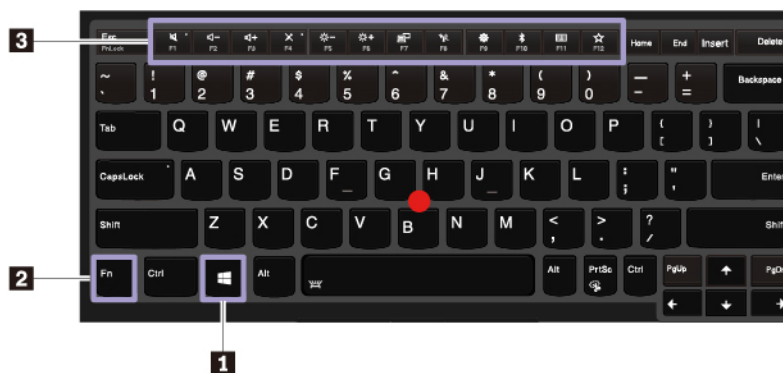 3
Esc
FnLock
F1 F2 F3 F4 F5 F6 F7 F8 F9 F10 F11 F12
Home End Insert Delete
~ ! @ # $ % ^ & * ( ) — +
` 1 2 3 4 5 6 7 8 9 0 - =
Backspace
Tab Q W E R T Y U I O P { } |
[ ] \
CapsLock A S D F G H J K L : "
; '
Enter
Shift Z X C V B N M < > ?
, . /
Shift
2
Fn Ctrl Alt Alt PrtSc Ctrl PgUp ↑ PgDn
← ↓ →
1